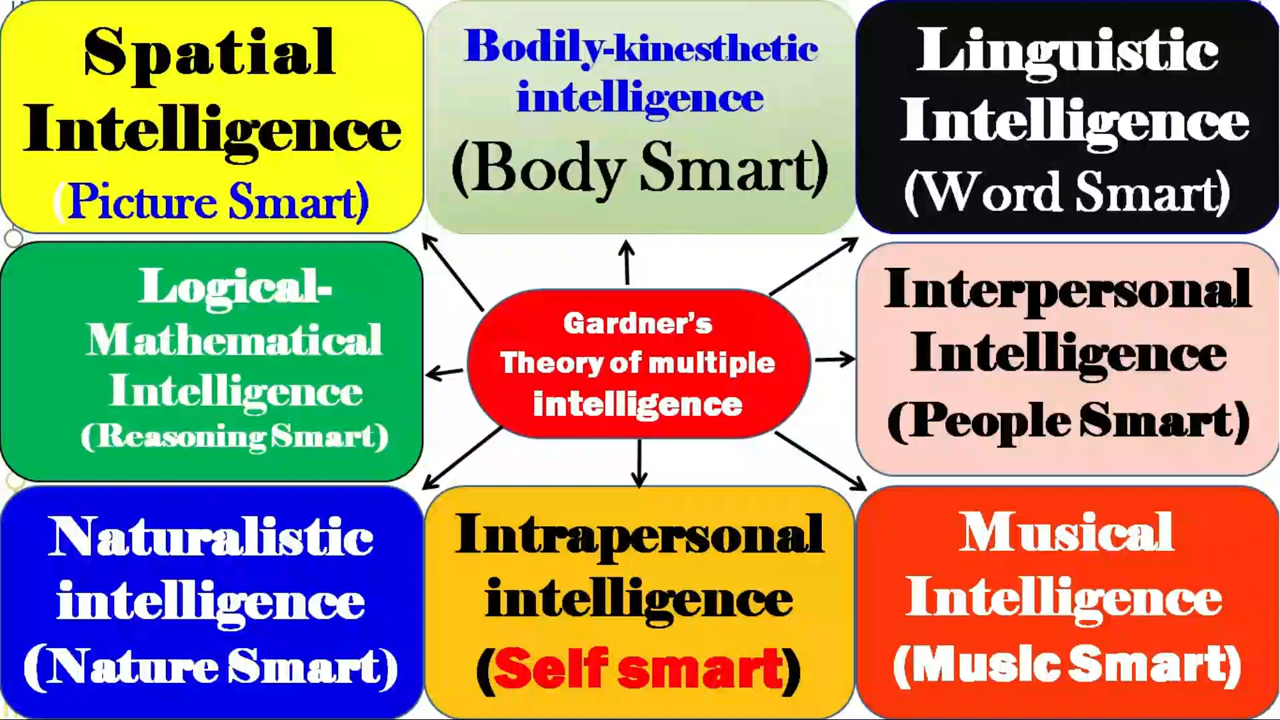 Spatial
Intelligence
(Picture Smart)
Bodily-kinesthetic
intelligence
(Body Smart)
Linguistic
Intelligence
(Word Smart)
Logical-
Mathematical
Intelligence
(Reasoning Smart)
Gardner's
Theory of multiple
intelligence
Interpersonal
Intelligence
(People Smart)
Naturalistic
intelligence
(Nature Smart)
Intrapersonal
intelligence
(Self smart)
Musical
Intelligence
(Music Smart)